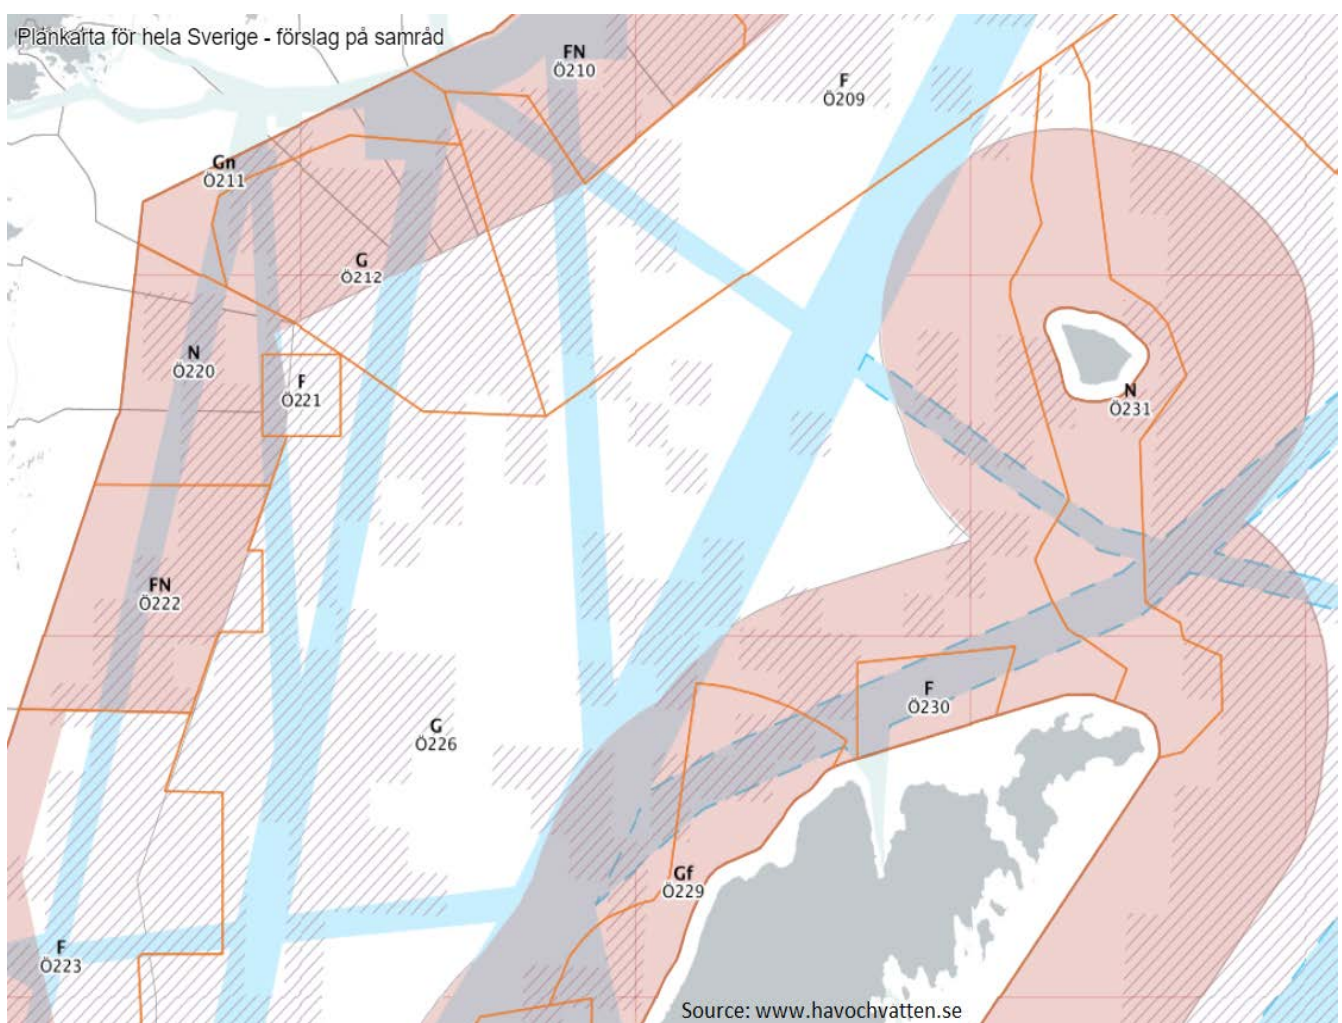 Plankarta för hela Sverige - förslag på samråd
FN
Ö210
F
Ö209
Gn
Ö211
G
Ö212
N
Ö220
F
Ö221
N
Ö231
FN
Ö222
F
Ö230
G
Ö226
Gf
Ö229
F
Ö223
Source: www.havochvatten.se